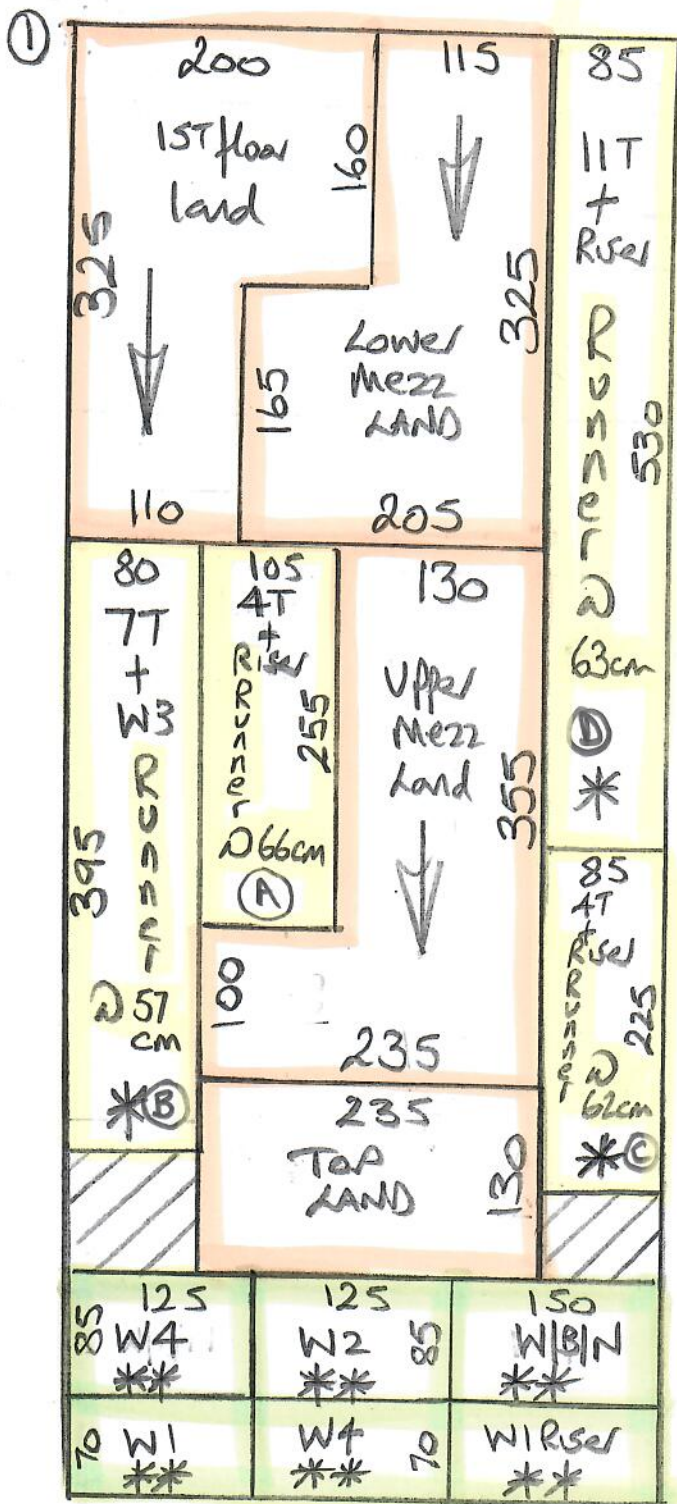 ①
200
1ST floor
land
160
325
110
115
325
Lower
Mezz
LAND
165
205
85
11T
+
Riser
Runner
530
W 63cm
Ⓓ
*
80
7T
+
W3
Runner
395
W 57
cm
*Ⓑ
105
4T
+
Riser
Runner
255
W 66cm
Ⓐ
130
Upper
Mezz
Land
355
100
235
85
4T
+
Riser
Runner
225
W
62cm
*Ⓒ
235
TOP
LAND
130
125
85 W4
**
125
W2 85
**
150
W|B|N
**
70 W1
**
W4 70
**
W1 Riser
**